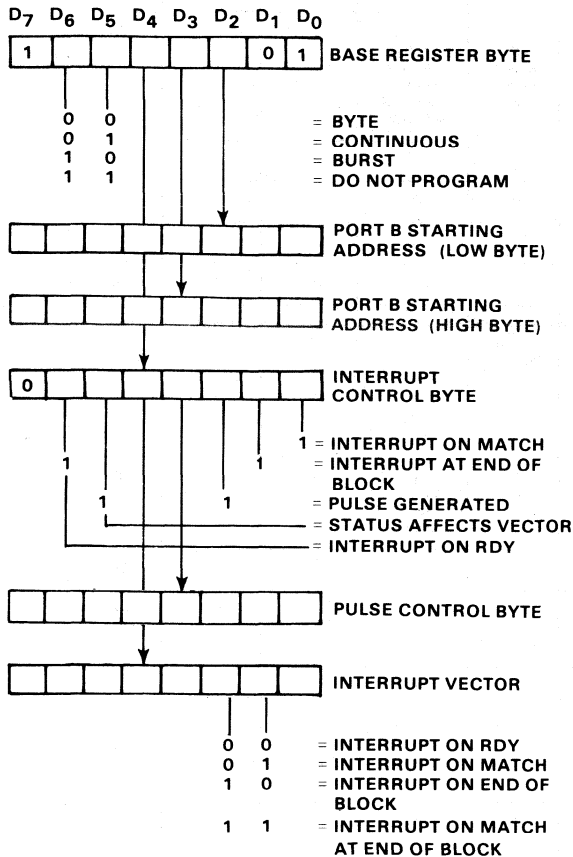 D7 D6 D5 D4 D3 D2 D1 D0
1 0 1 BASE REGISTER BYTE
0 0 = BYTE
0 1 = CONTINUOUS
1 0 = BURST
1 1 = DO NOT PROGRAM
PORT B STARTING
ADDRESS (LOW BYTE)
PORT B STARTING
ADDRESS (HIGH BYTE)
0 INTERRUPT
CONTROL BYTE
1 = INTERRUPT ON MATCH
1 1 = INTERRUPT AT END OF
BLOCK
1 1 = PULSE GENERATED
= STATUS AFFECTS VECTOR
= INTERRUPT ON RDY
PULSE CONTROL BYTE
INTERRUPT VECTOR
0 0 = INTERRUPT ON RDY
0 1 = INTERRUPT ON MATCH
1 0 = INTERRUPT ON END OF
BLOCK
1 1 = INTERRUPT ON MATCH
AT END OF BLOCK